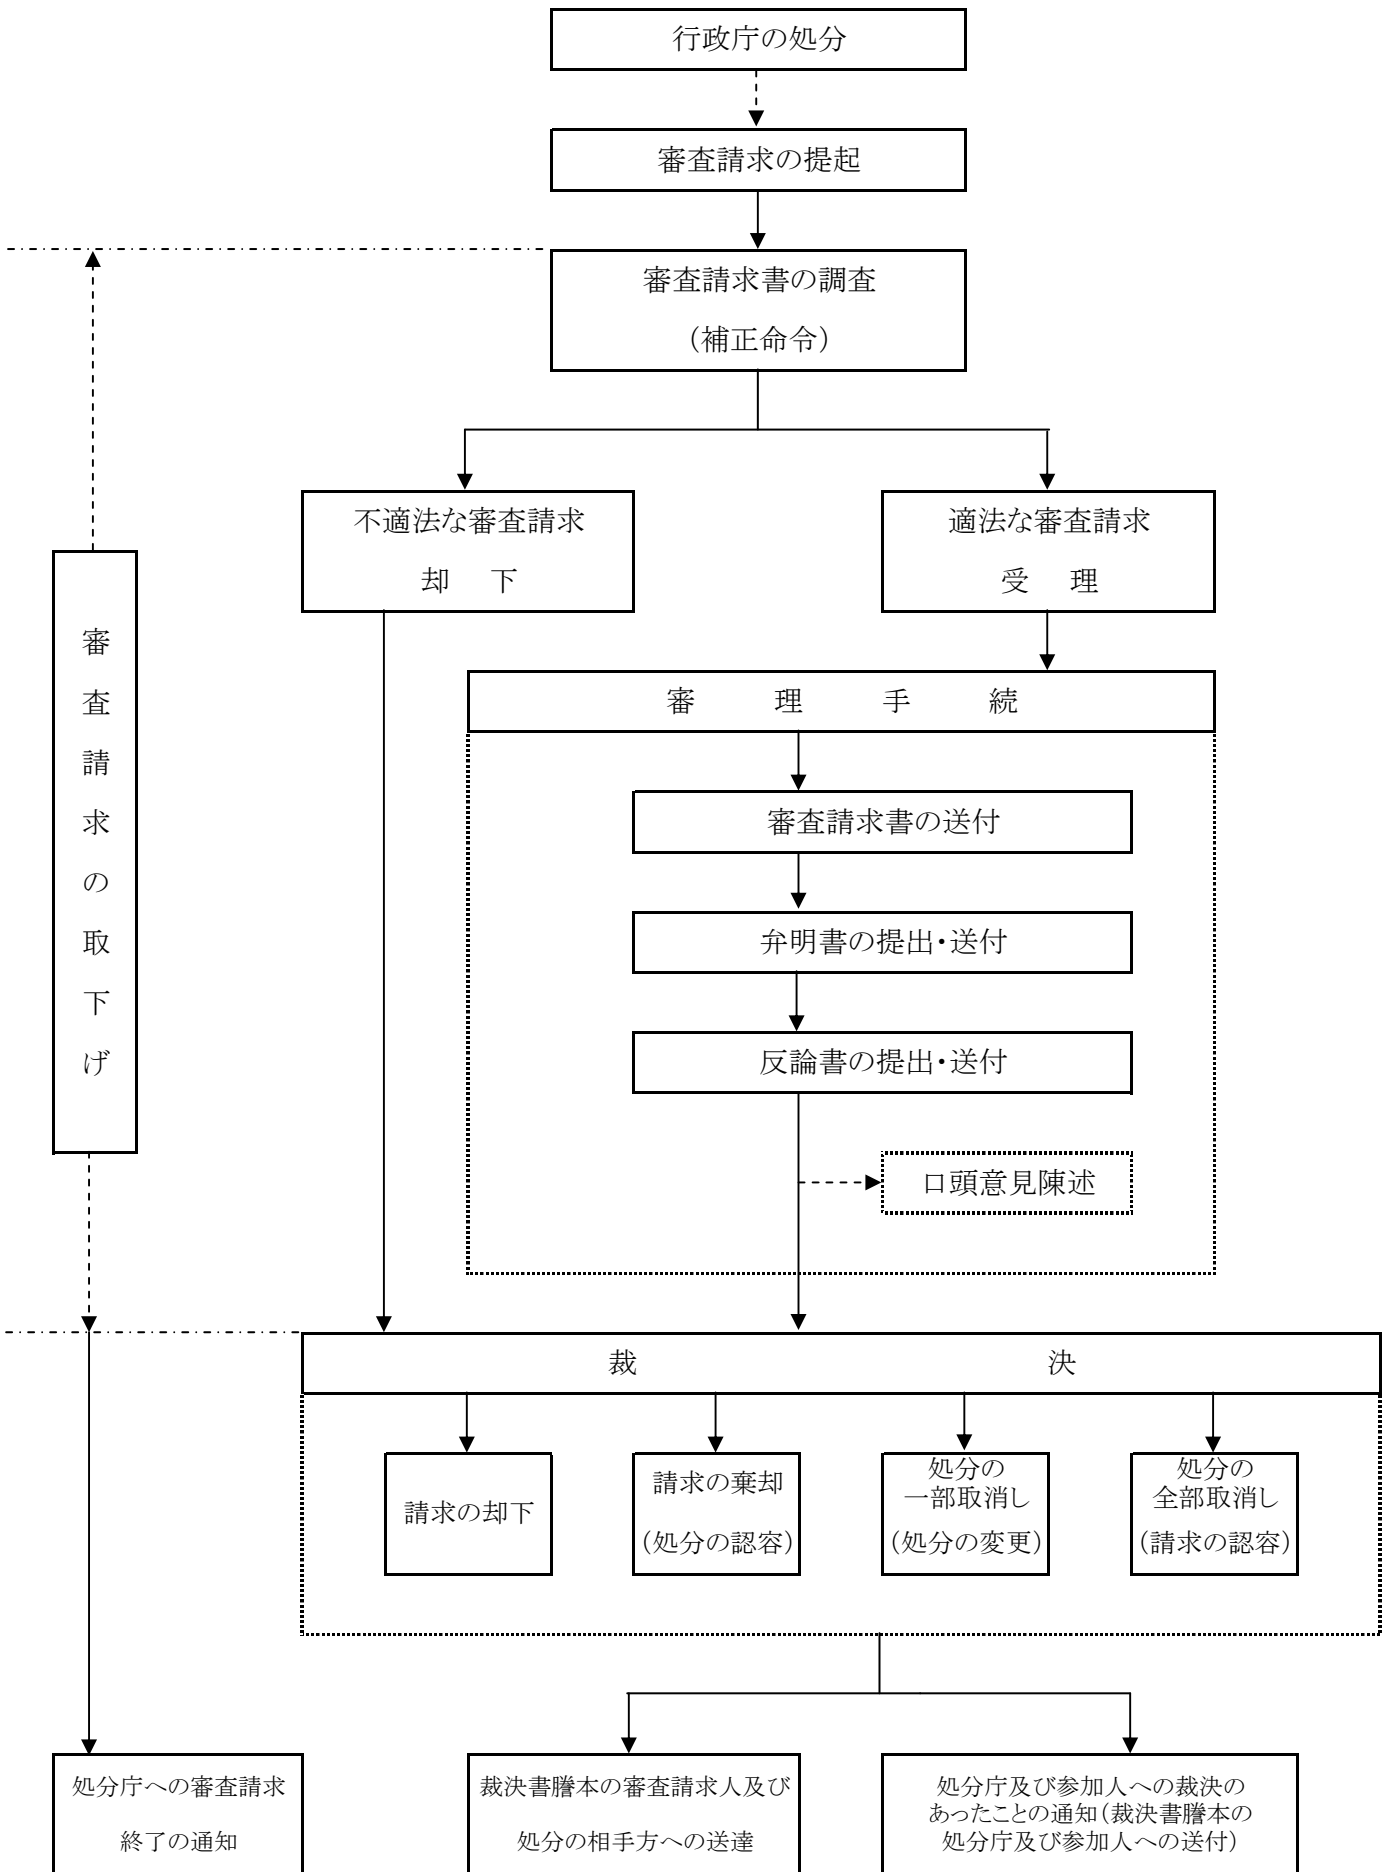 行政庁の処分
審査請求の提起
審査請求書の調査
（補正命令）
不適法な審査請求
却　下
適法な審査請求
受　理
審査請求の取下げ
審　理　手　続
審査請求書の送付
弁明書の提出・送付
反論書の提出・送付
口頭意見陳述
裁　決
請求の却下
請求の棄却
（処分の認容）
処分の
一部取消し
（処分の変更）
処分の
全部取消し
（請求の認容）
処分庁への審査請求
終了の通知
裁決書謄本の審査請求人及び
処分の相手方への送達
処分庁及び参加人への裁決の
あったことの通知（裁決書謄本の
処分庁及び参加人への送付）